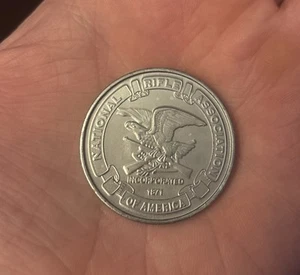 NATIONAL RIFLE ASSOCIATION
INCORPORATED
1871
OF AMERICA